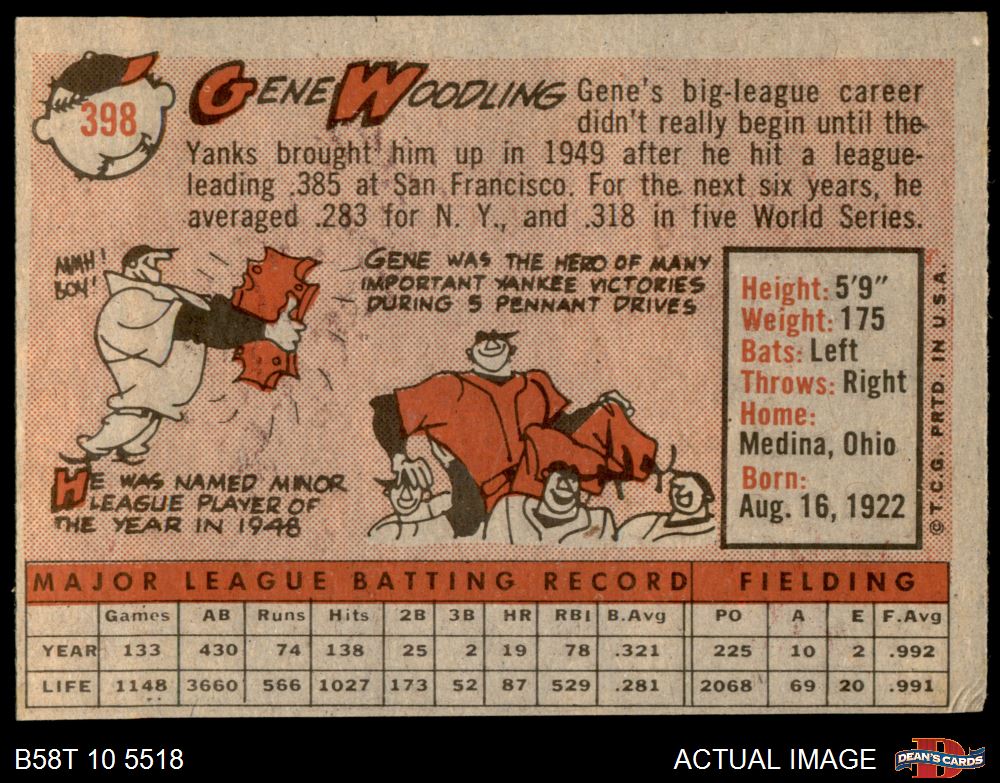 398
GENE WOODLING
Gene's big-league career
didn't really begin until the
Yanks brought him up in 1949 after he hit a league-
leading .385 at San Francisco. For the next six years, he
averaged .283 for N. Y., and .318 in five World Series.
AHH!
BOY!
GENE WAS THE HERO OF MANY
IMPORTANT YANKEE VICTORIES
DURING 5 PENNANT DRIVES
HE WAS NAMED MINOR
LEAGUE PLAYER OF
THE YEAR IN 1948
Height: 5'9"
Weight: 175
Bats: Left
Throws: Right
Home:
Medina, Ohio
Born:
Aug. 16, 1922
© T.C.G. PRTD. IN U.S.A.
MAJOR LEAGUE BATTING RECORD FIELDING
Games AB Runs Hits 2B 3B HR RBI B.Avg PO A E F.Avg
YEAR 133 430 74 138 25 2 19 78 .321 225 10 2 .992
LIFE 1148 3660 566 1027 173 52 87 529 .281 2068 69 20 .991
B58T 10 5518
ACTUAL IMAGE
D
DEAN'S CARDS